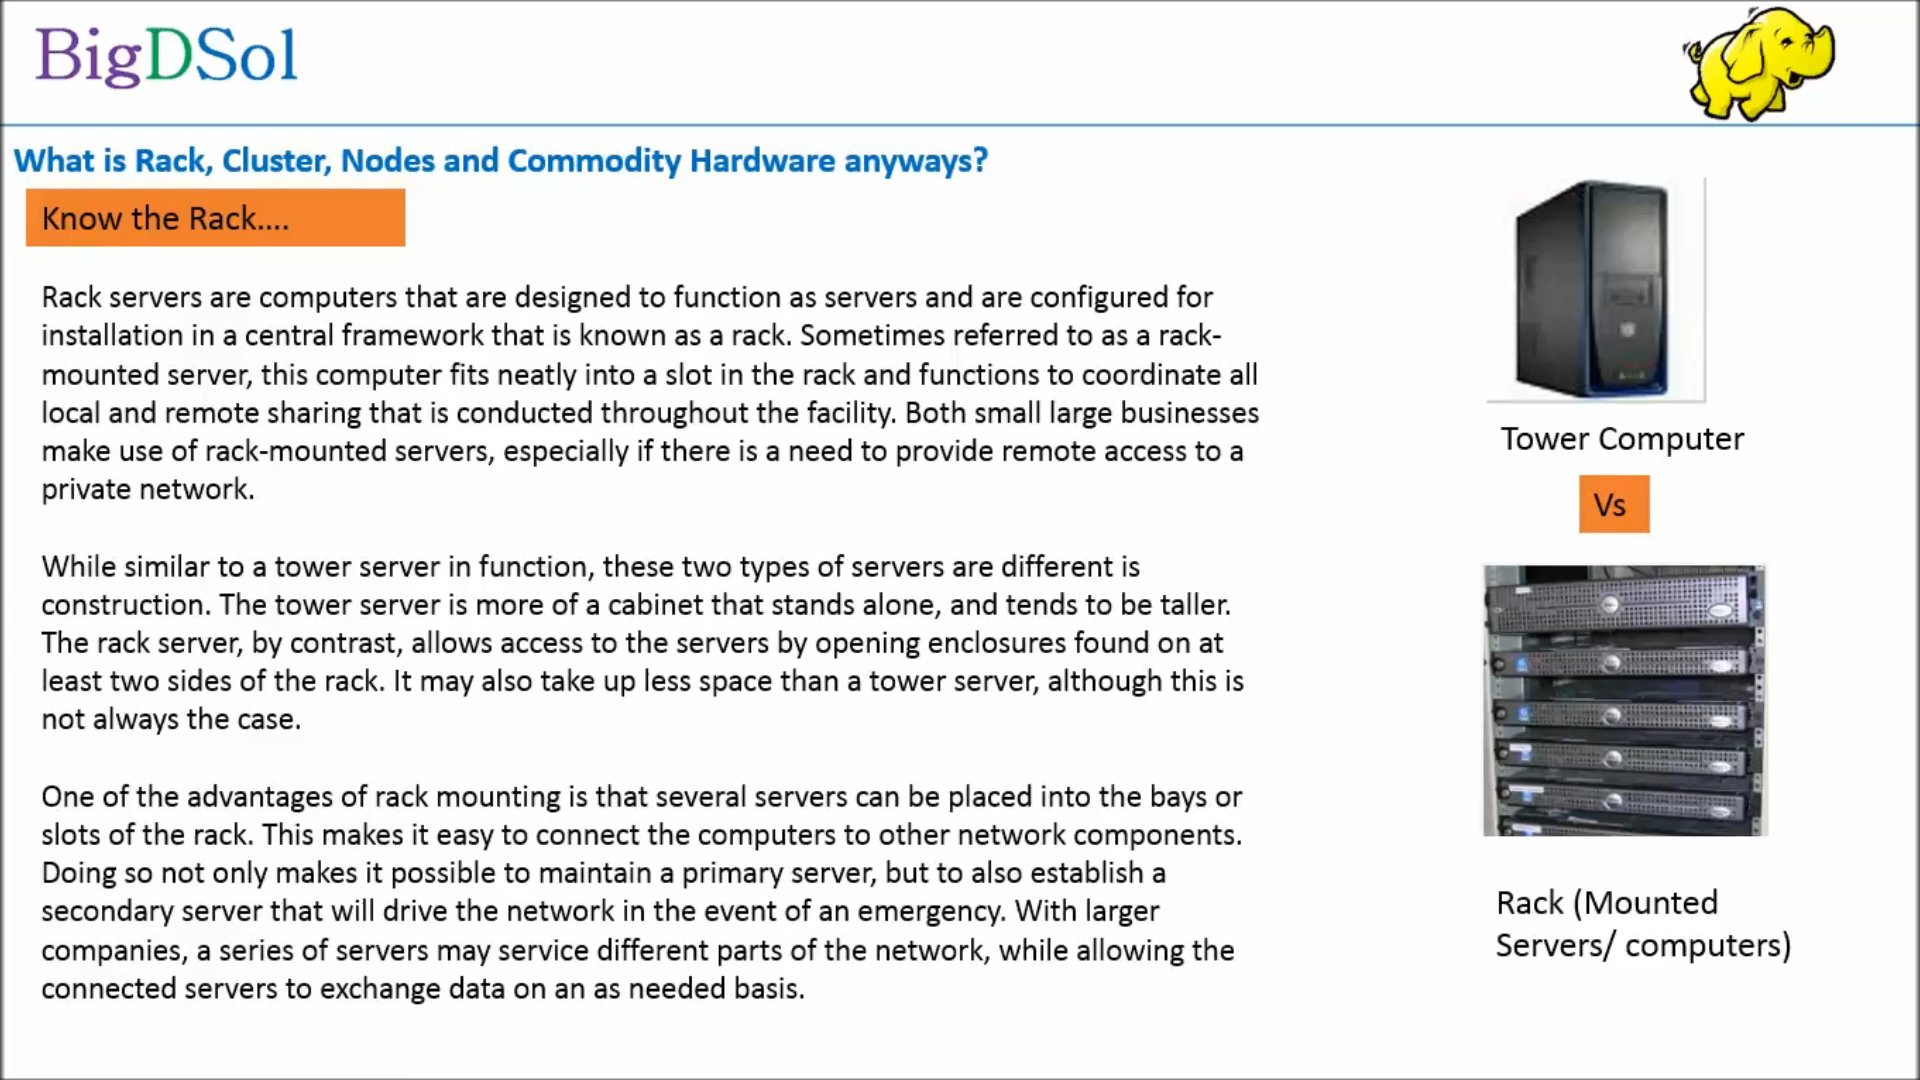 BigDSol
What is Rack, Cluster, Nodes and Commodity Hardware anyways?
Know the Rack....
Rack servers are computers that are designed to function as servers and are configured for
installation in a central framework that is known as a rack. Sometimes referred to as a rack-
mounted server, this computer fits neatly into a slot in the rack and functions to coordinate all
local and remote sharing that is conducted throughout the facility. Both small large businesses
make use of rack-mounted servers, especially if there is a need to provide remote access to a
private network.
While similar to a tower server in function, these two types of servers are different is
construction. The tower server is more of a cabinet that stands alone, and tends to be taller.
The rack server, by contrast, allows access to the servers by opening enclosures found on at
least two sides of the rack. It may also take up less space than a tower server, although this is
not always the case.
One of the advantages of rack mounting is that several servers can be placed into the bays or
slots of the rack. This makes it easy to connect the computers to other network components.
Doing so not only makes it possible to maintain a primary server, but to also establish a
secondary server that will drive the network in the event of an emergency. With larger
companies, a series of servers may service different parts of the network, while allowing the
connected servers to exchange data on an as needed basis.
Tower Computer
Vs
Rack (Mounted
Servers/ computers)